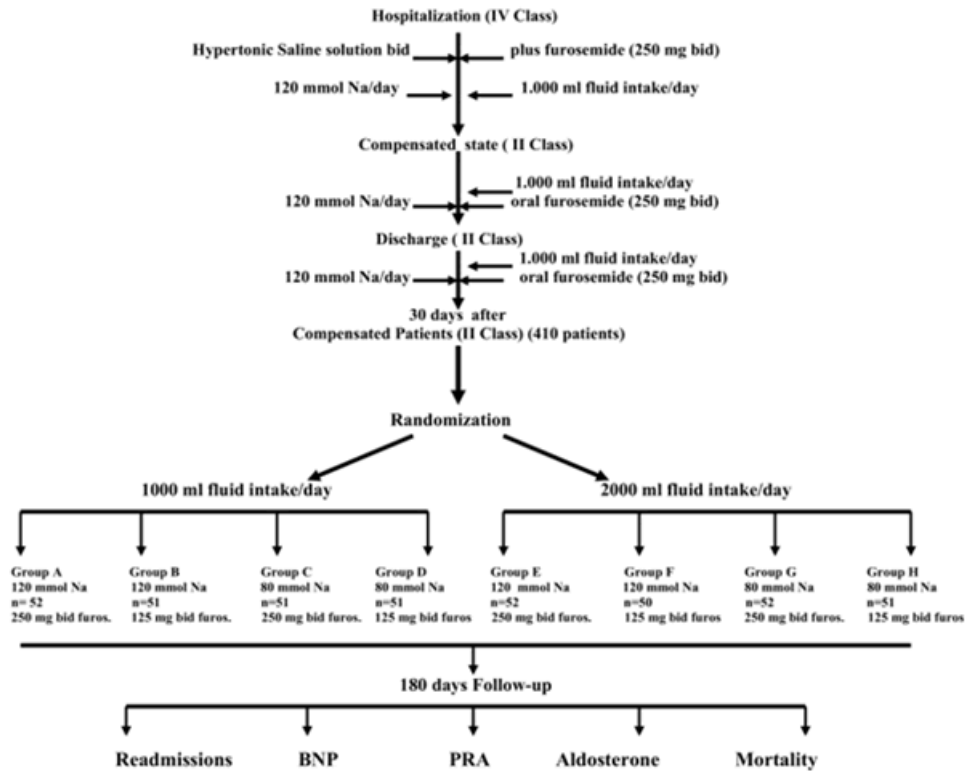 Hospitalization (IV Class)
Hypertonic Saline solution bid
plus furosemide (250 mg bid)
120 mmol Na/day
1.000 ml fluid intake/day
Compensated state ( II Class)
1.000 ml fluid intake/day
120 mmol Na/day
oral furosemide (250 mg bid)
Discharge ( II Class)
1.000 ml fluid intake/day
120 mmol Na/day
oral furosemide (250 mg bid)
30 days after
Compensated Patients (II Class) (410 patients)
Randomization
1000 ml fluid intake/day
2000 ml fluid intake/day
Group A
120 mmol Na
n= 52
250 mg bid furos.
Group B
120 mmol Na
n=51
125 mg bid furos.
Group C
80 mmol Na
n=51
250 mg bid furos.
Group D
80 mmol Na
n=51
125 mg bid furos
Group E
120 mmol Na
n=52
250 mg bid furos.
Group F
120 mmol Na
n=50
125 mg bid furos
Group G
80 mmol Na
n=52
250 mg bid furos.
Group H
80 mmol Na
n=51
125 mg bid furos
180 days Follow-up
Readmissions
BNP
PRA
Aldosterone
Mortality